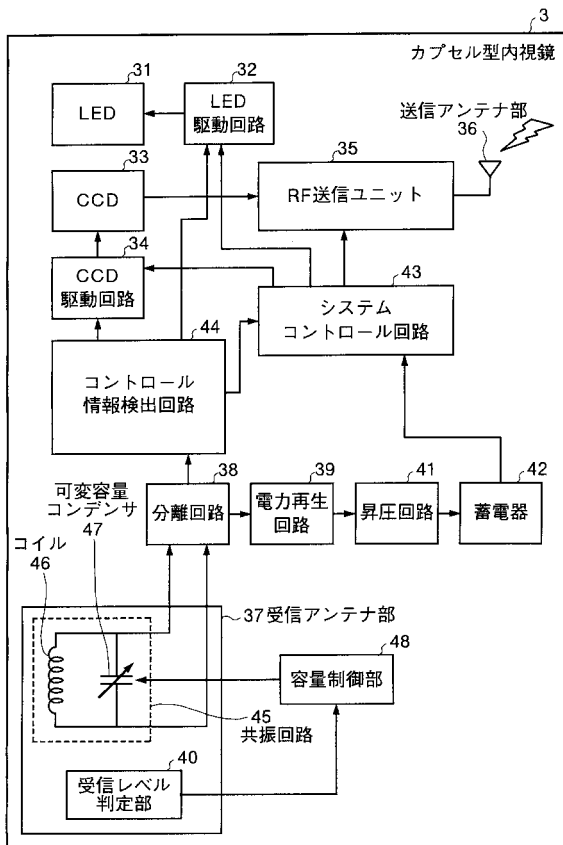 3
カプセル型内視鏡
31
LED
32
LED
駆動回路
送信アンテナ部
36
33
CCD
35
RF送信ユニット
34
CCD
駆動回路
43
システム
コントロール回路
44
コントロール
情報検出回路
38
分離回路
39
電力再生
回路
41
昇圧回路
42
蓄電器
可変容量
コンデンサ
47
コイル
46
37受信アンテナ部
48
容量制御部
45
共振回路
40
受信レベル
判定部